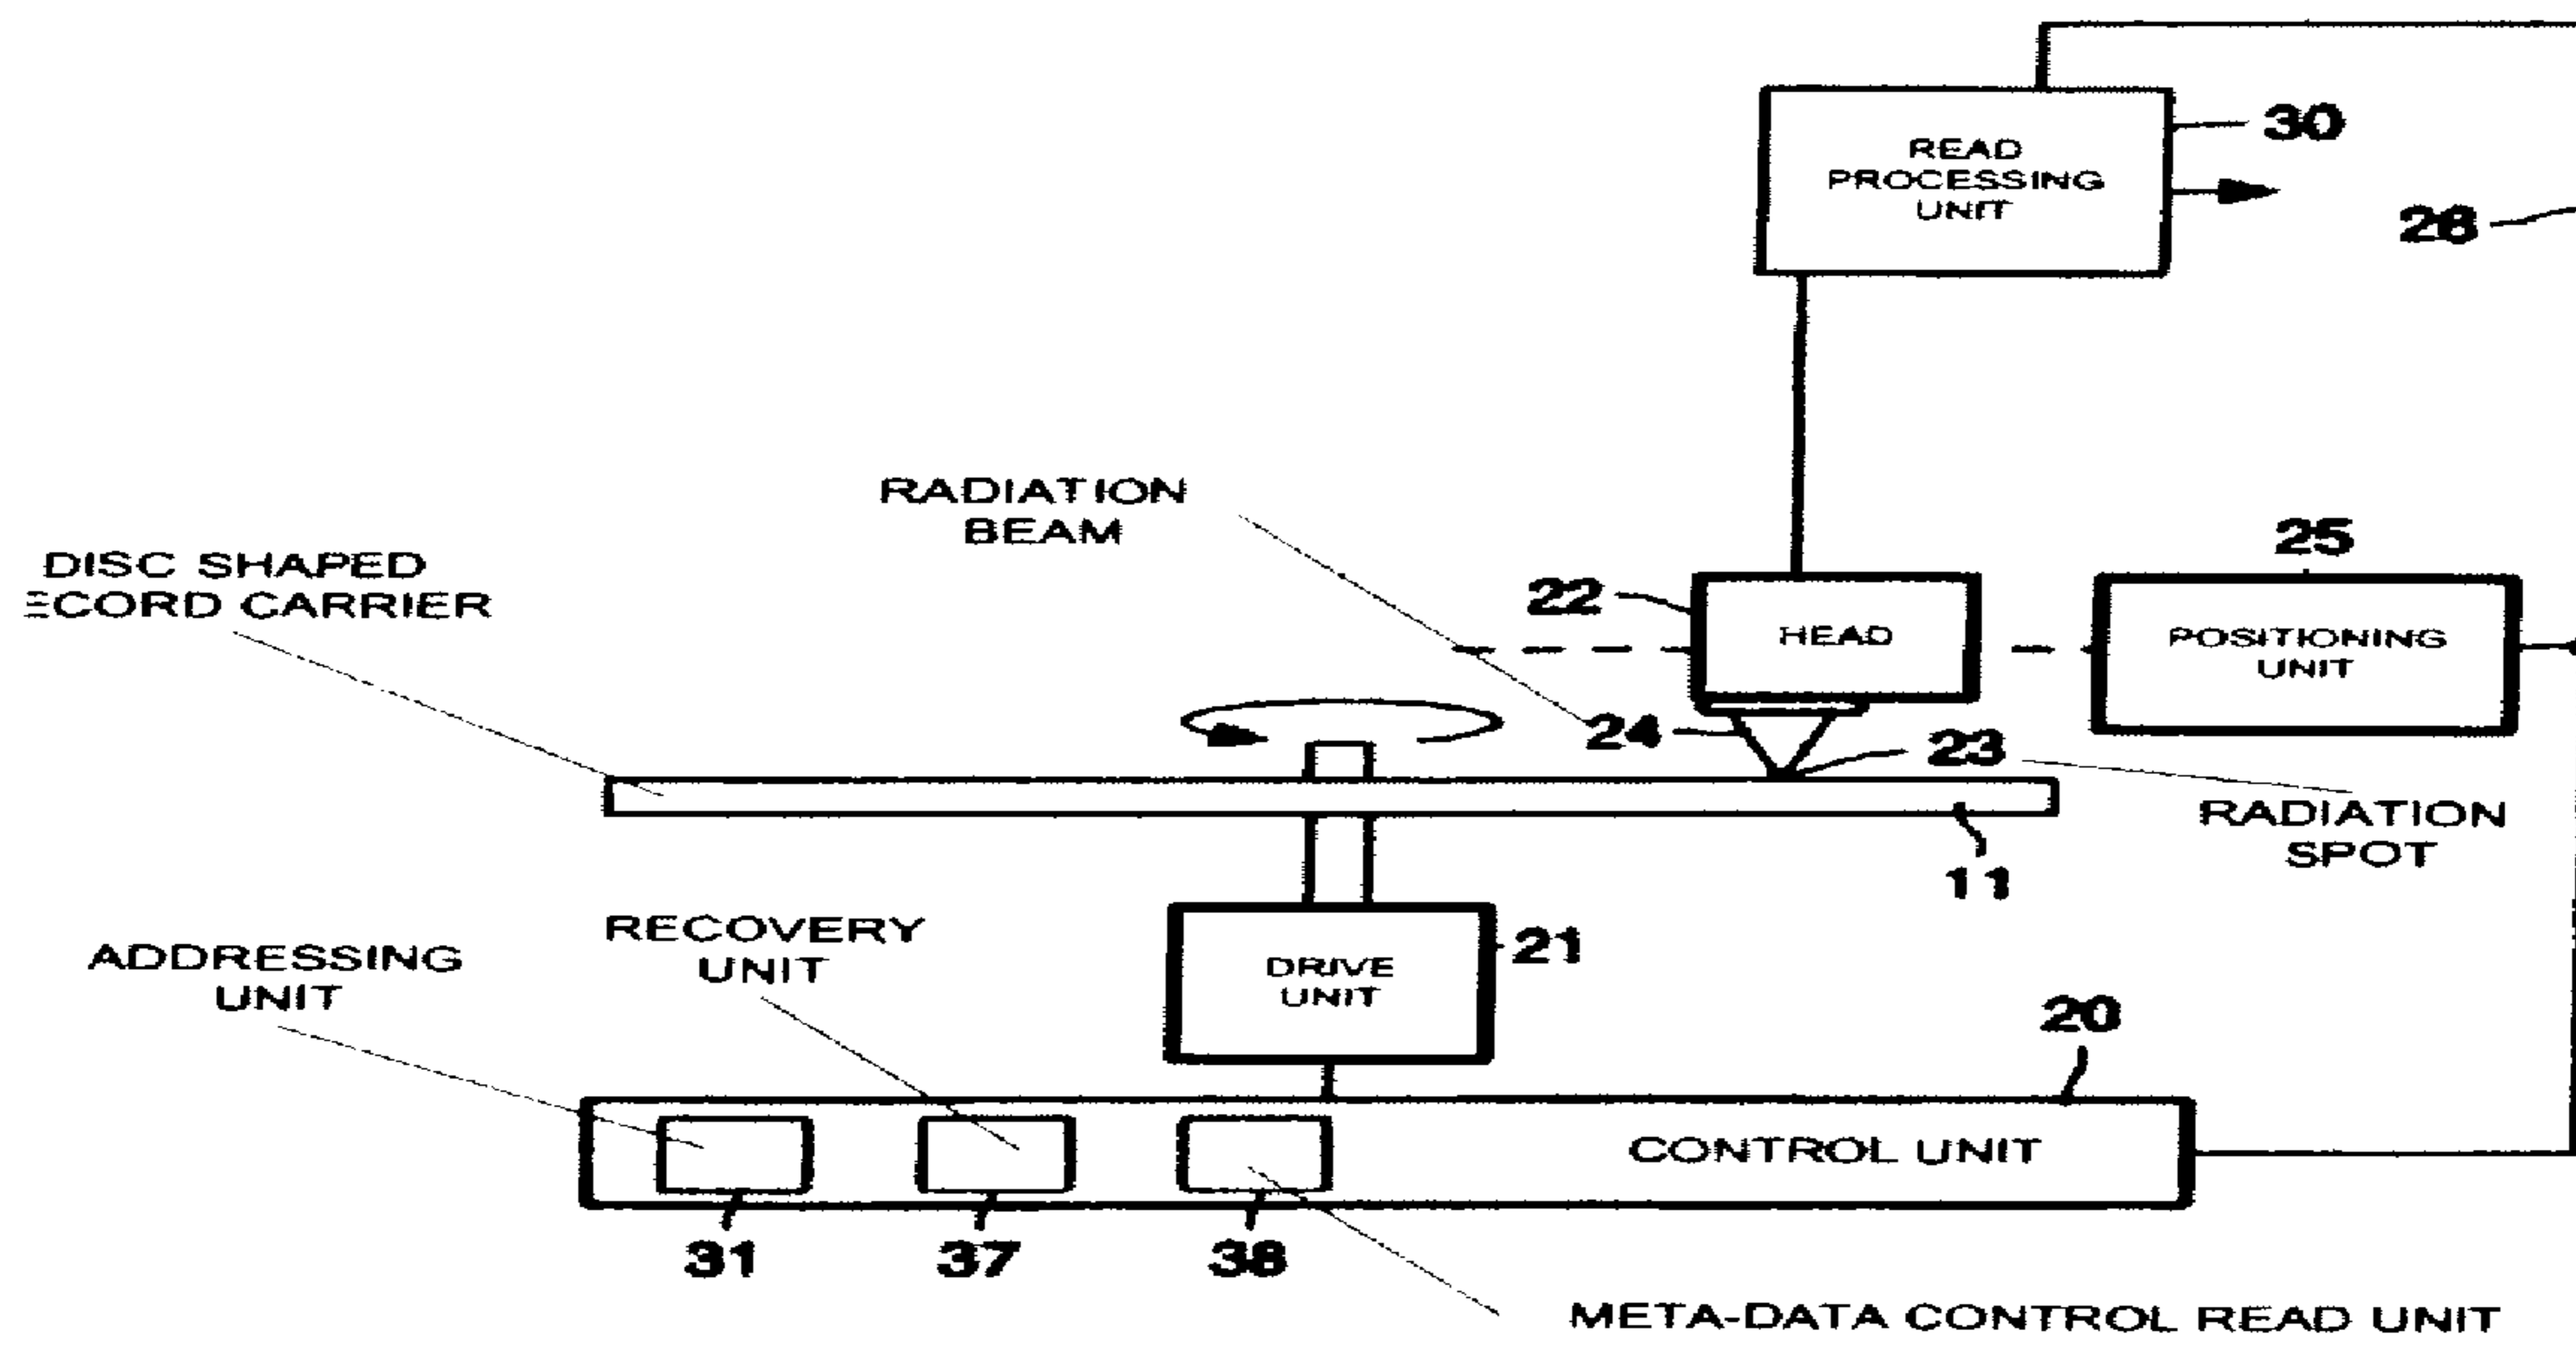 30
READ
PROCESSING
UNIT
26
RADIATION
BEAM
25
DISC SHAPED
ECORD CARRIER
22
HEAD
POSITIONING
UNIT
24
23
RADIATION
SPOT
11
RECOVERY
UNIT
ADDRESSING
UNIT
21
DRIVE
UNIT
20
CONTROL UNIT
31
37
38
META-DATA CONTROL READ UNIT